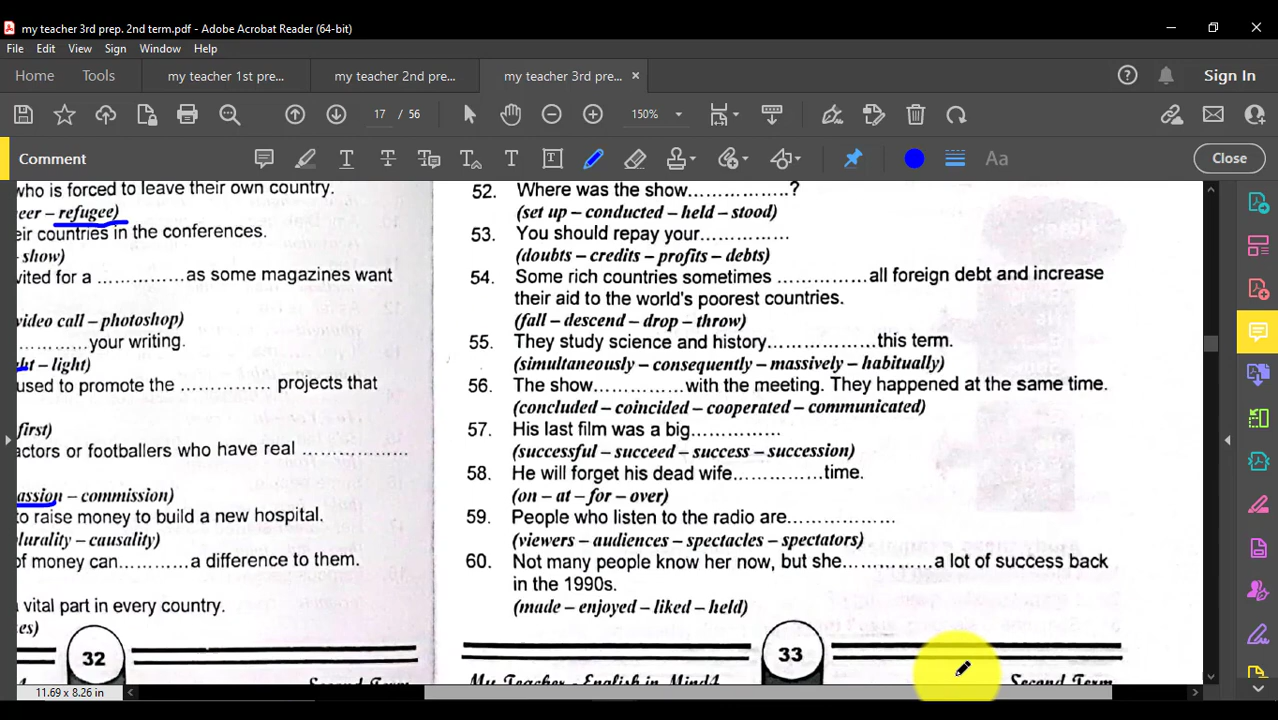 my teacher 3rd prep. 2nd term.pdf - Adobe Acrobat Reader (64-bit)
File Edit View Sign Window Help
Home Tools my teacher 1st pre... my teacher 2nd pre... my teacher 3rd pre... × Sign In
17 / 56 150%
Comment Close
who is forced to leave their own country.
eer – refugee)
eir countries in the conferences.
– show)
vited for a ……………as some magazines want
video call – photoshop)
…………your writing.
ht – light)
used to promote the …………… projects that
first)
actors or footballers who have real ………………
assion – commission)
to raise money to build a new hospital.
plurality – causality)
of money can…………a difference to them.
a vital part in every country.
es)
32
52. Where was the show………………?
(set up – conducted – held – stood)
53. You should repay your……………
(doubts – credits – profits – debts)
54. Some rich countries sometimes ……………all foreign debt and increase
their aid to the world's poorest countries.
(fall – descend – drop – throw)
55. They study science and history………………this term.
(simultaneously – consequently – massively – habitually)
56. The show……………with the meeting. They happened at the same time.
(concluded – coincided – cooperated – communicated)
57. His last film was a big……………
(successful – succeed – success – succession)
58. He will forget his dead wife……………time.
(on – at – for – over)
59. People who listen to the radio are………………
(viewers – audiences – spectacles – spectators)
60. Not many people know her now, but she……………a lot of success back
in the 1990s.
(made – enjoyed – liked – held)
33
My Teacher - English in Mind4 Second Term
Second Term
11.69 x 8.26 in